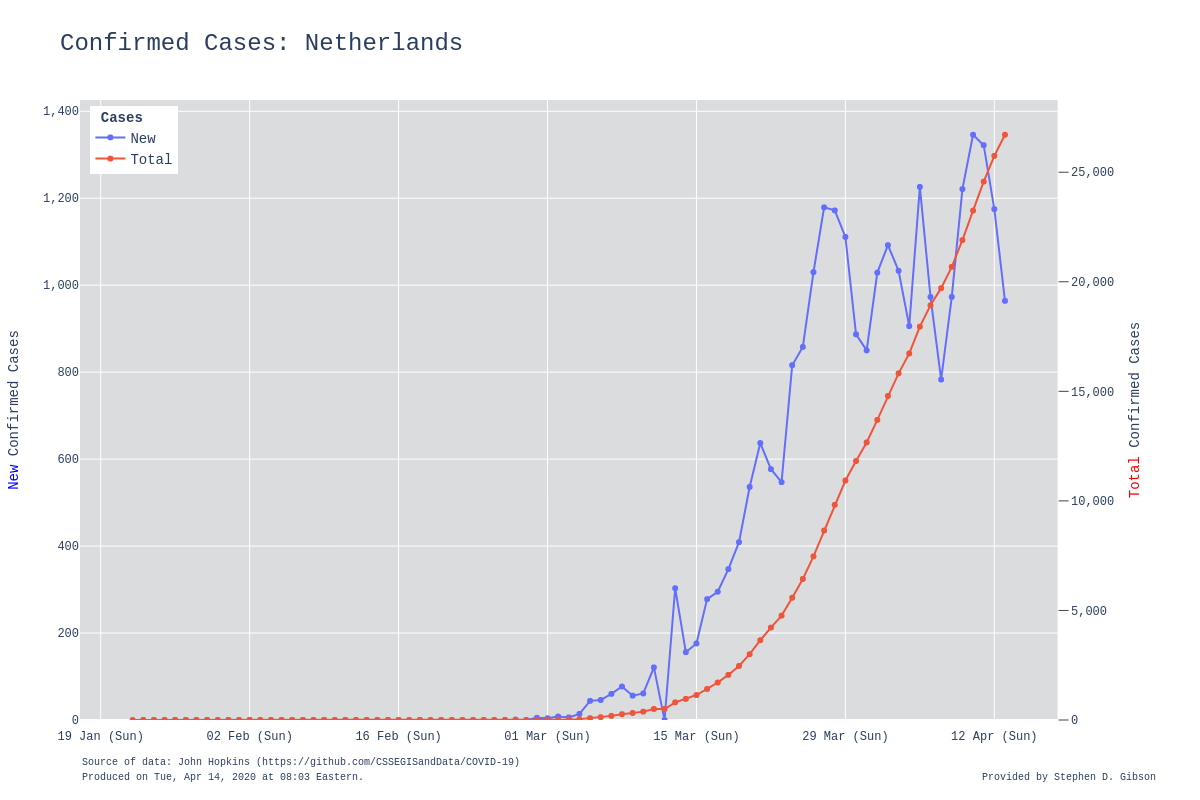 Confirmed Cases: Netherlands
Cases
New
Total
1,400
1,200
1,000
800
600
400
200
0
New Confirmed Cases
25,000
20,000
15,000
10,000
5,000
0
Total Confirmed Cases
19 Jan (Sun) 02 Feb (Sun) 16 Feb (Sun) 01 Mar (Sun) 15 Mar (Sun) 29 Mar (Sun) 12 Apr (Sun)
Source of data: John Hopkins (https://github.com/CSSEGISandData/COVID-19)
Produced on Tue, Apr 14, 2020 at 08:03 Eastern.
Provided by Stephen D. Gibson